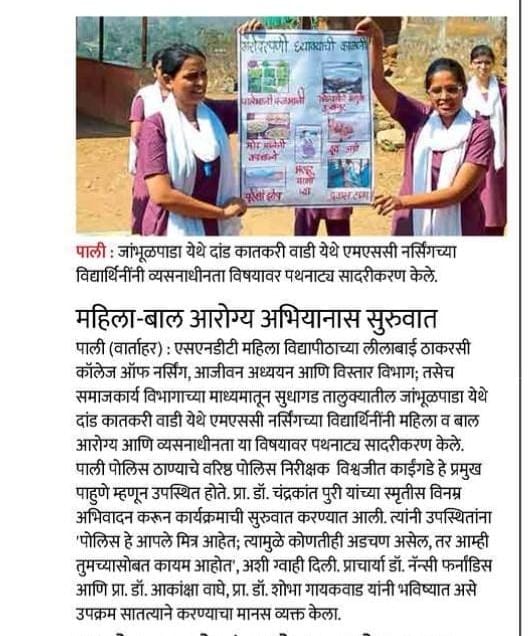 गरोदरपणी घ्यावयाची काळजी
पाली : जांभूळपाडा येथे दांड कातकरी वाडी येथे एमएससी नर्सिंगच्या
विद्यार्थिनींनी व्यसनाधीनता विषयावर पथनाट्य सादरीकरण केले.
महिला-बाल आरोग्य अभियानास सुरुवात
पाली (वार्ताहर) : एसएनडीटी महिला विद्यापीठाच्या लीलाबाई ठाकरसी
कॉलेज ऑफ नर्सिंग, आजीवन अध्ययन आणि विस्तार विभाग; तसेच
समाजकार्य विभागाच्या माध्यमातून सुधागड तालुक्यातील जांभूळपाडा येथे
दांड कातकरी वाडी येथे एमएससी नर्सिंगच्या विद्यार्थिनींनी महिला व बाल
आरोग्य आणि व्यसनाधीनता या विषयावर पथनाट्य सादरीकरण केले.
पाली पोलिस ठाण्याचे वरिष्ठ पोलिस निरीक्षक विश्वजीत काईंगडे हे प्रमुख
पाहुणे म्हणून उपस्थित होते. प्रा. डॉ. चंद्रकांत पुरी यांच्या स्मृतीस विनम्र
अभिवादन करून कार्यक्रमाची सुरुवात करण्यात आली. त्यांनी उपस्थितांना
'पोलिस हे आपले मित्र आहेत; त्यामुळे कोणतीही अडचण असेल, तर आम्ही
तुमच्यासोबत कायम आहोत', अशी ग्वाही दिली. प्राचार्या डॉ. नॅन्सी फर्नांडिस
आणि प्रा. डॉ. आकांक्षा वाघे, प्रा. डॉ. शोभा गायकवाड यांनी भविष्यात असे
उपक्रम सातत्याने करण्याचा मानस व्यक्त केला.